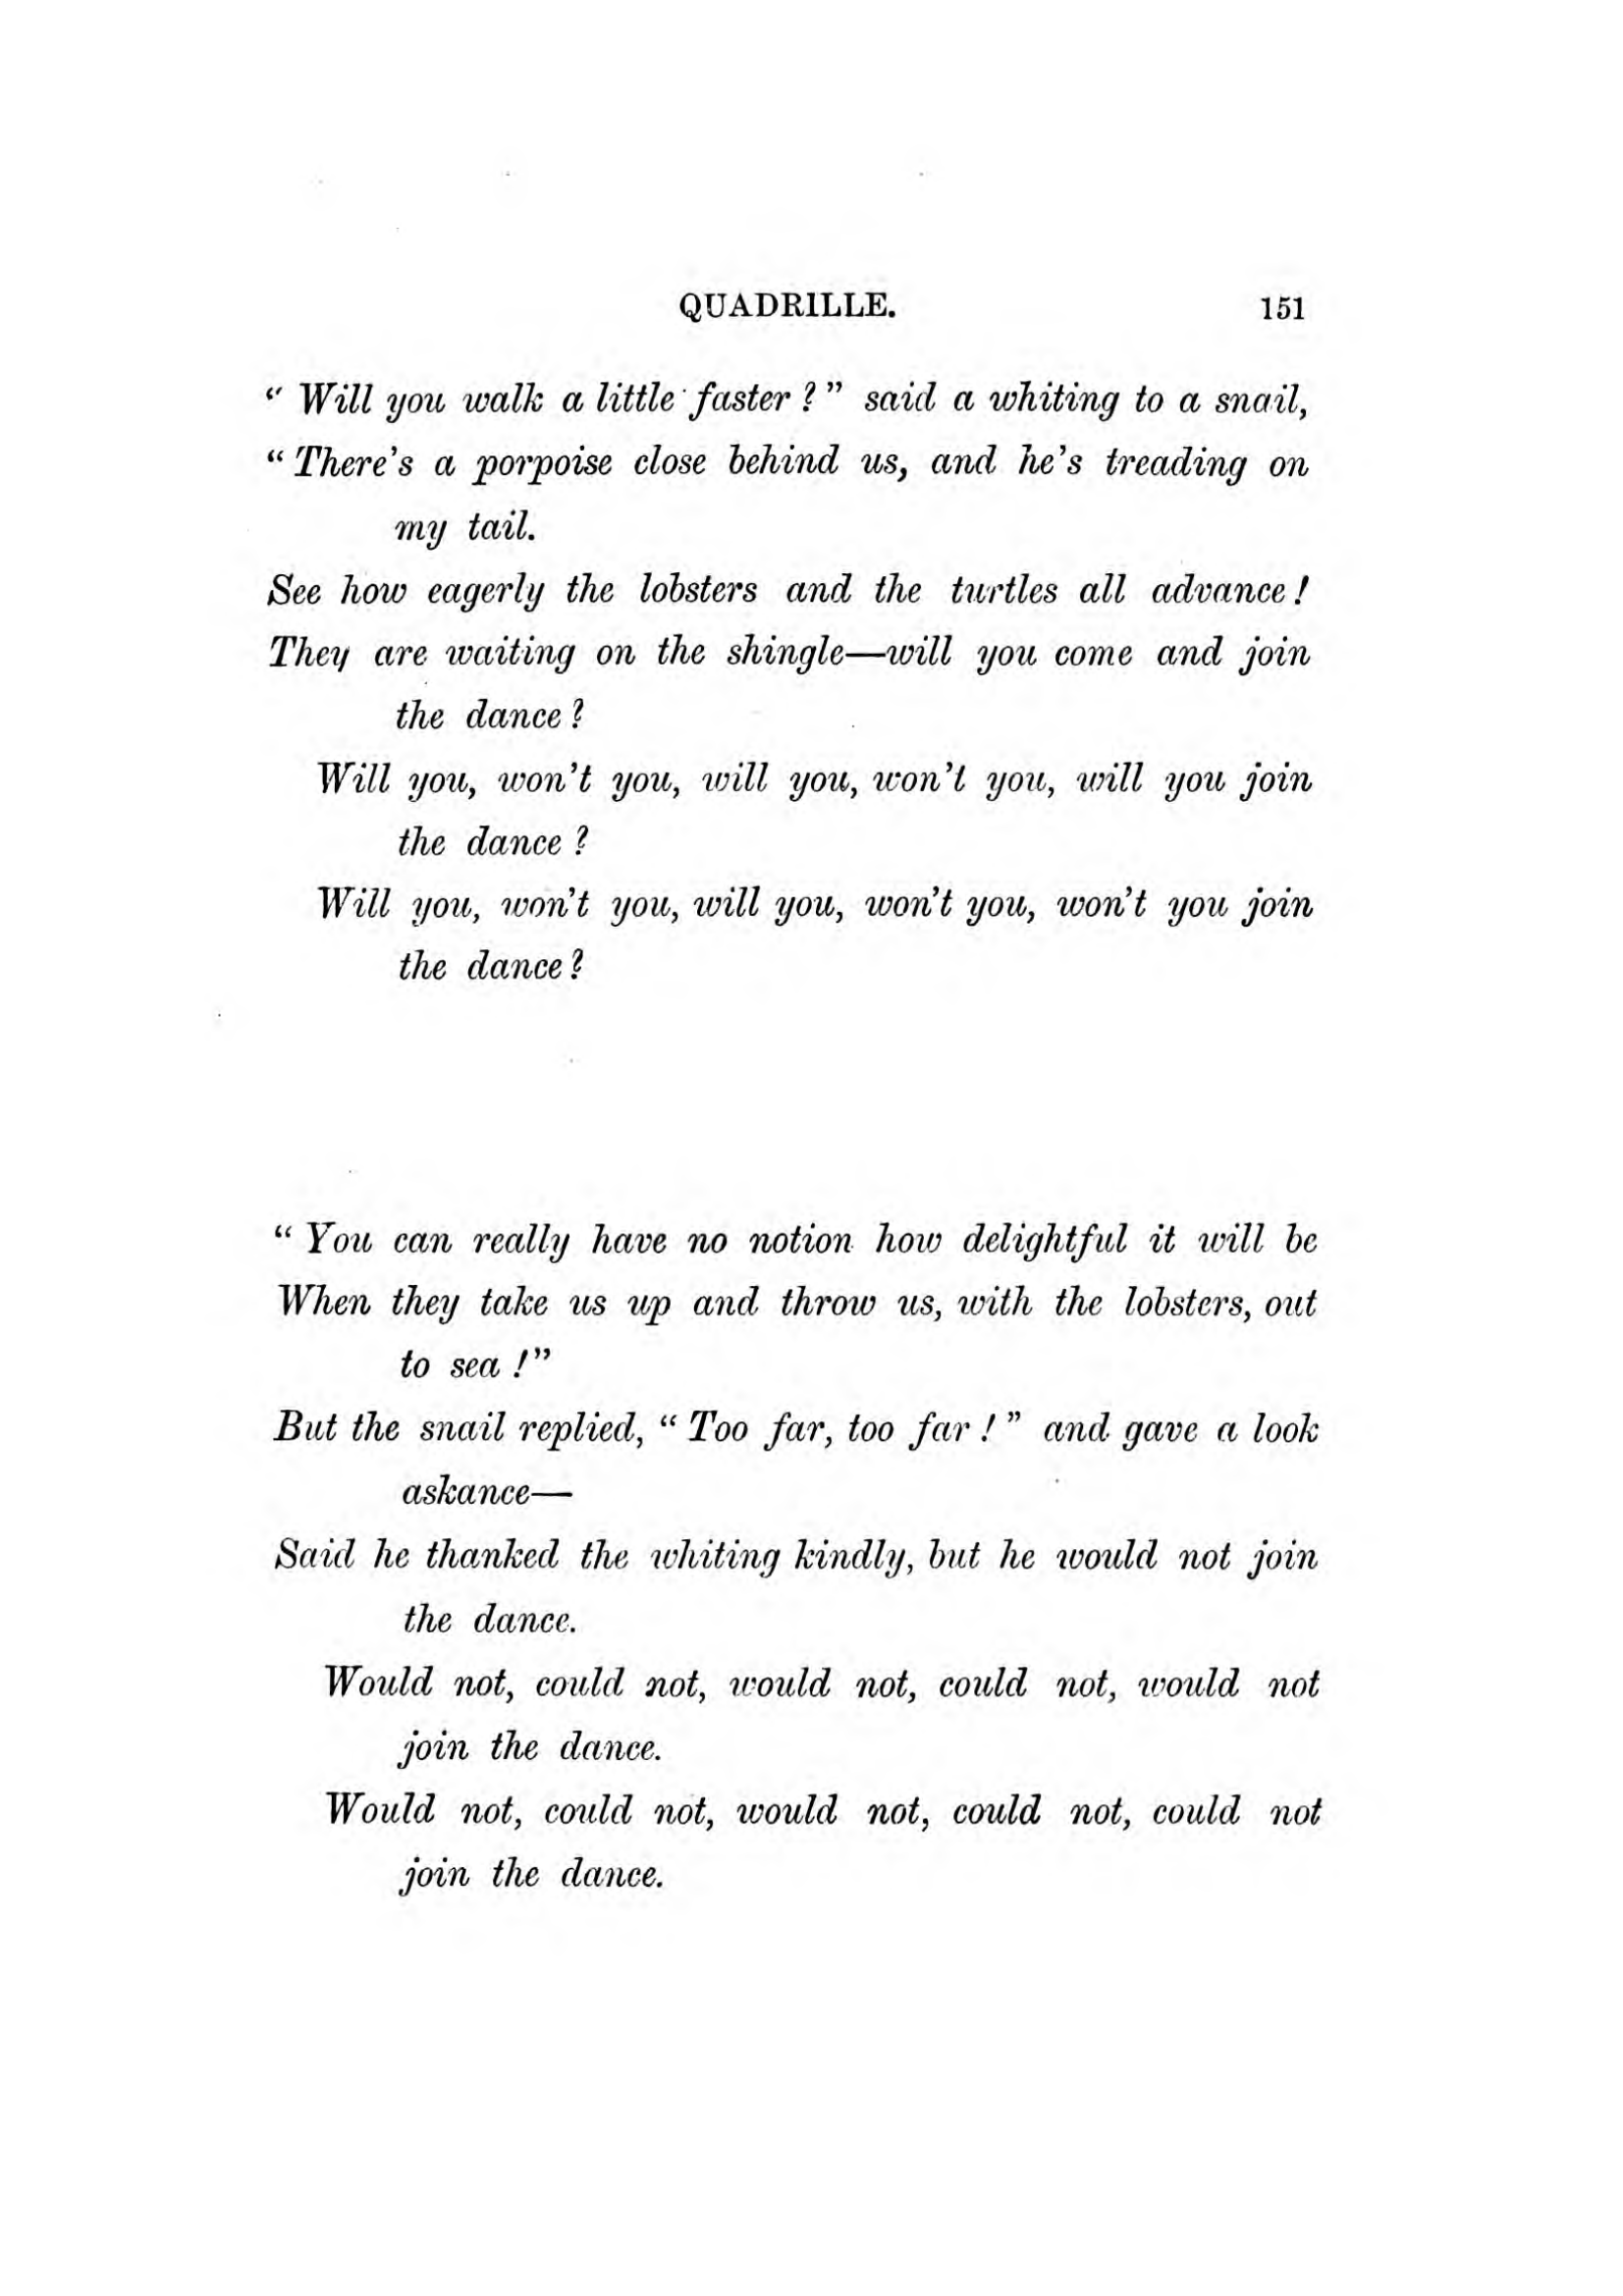 QUADRILLE. 151
“ Will you walk a little faster ? ” said a whiting to a snail,
“ There’s a porpoise close behind us, and he’s treading on
my tail.
See how eagerly the lobsters and the turtles all advance !
They are waiting on the shingle—will you come and join
the dance ?
Will you, won’t you, will you, won’t you, will you join
the dance ?
Will you, won’t you, will you, won’t you, won’t you join
the dance ?
“ You can really have no notion how delightful it will be
When they take us up and throw us, with the lobsters, out
to sea ! ”
But the snail replied, “ Too far, too far ! ” and gave a look
askance—
Said he thanked the whiting kindly, but he would not join
the dance.
Would not, could not, would not, could not, would not
join the dance.
Would not, could not, would not, could not, could not
join the dance.